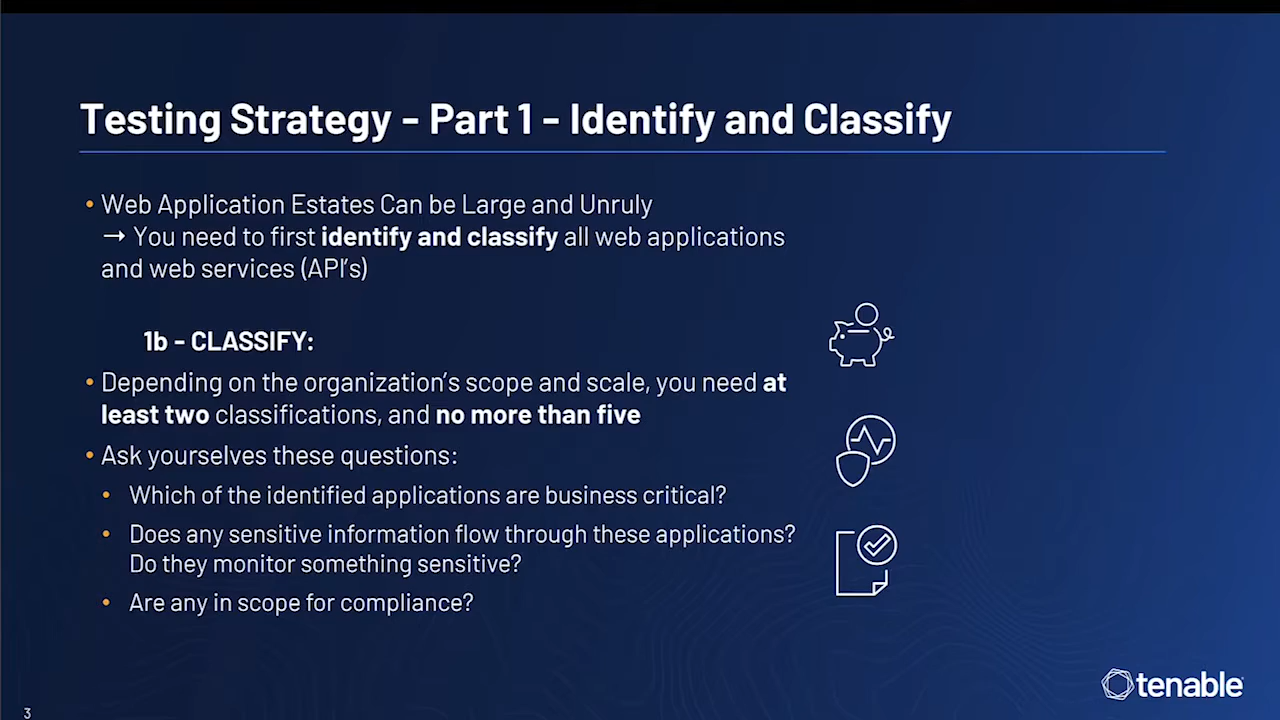 Testing Strategy - Part 1 - Identify and Classify
• Web Application Estates Can be Large and Unruly
→ You need to first identify and classify all web applications
and web services (API's)
1b - CLASSIFY:
• Depending on the organization's scope and scale, you need at
least two classifications, and no more than five
• Ask yourselves these questions:
• Which of the identified applications are business critical?
• Does any sensitive information flow through these applications?
Do they monitor something sensitive?
• Are any in scope for compliance?
tenable
3